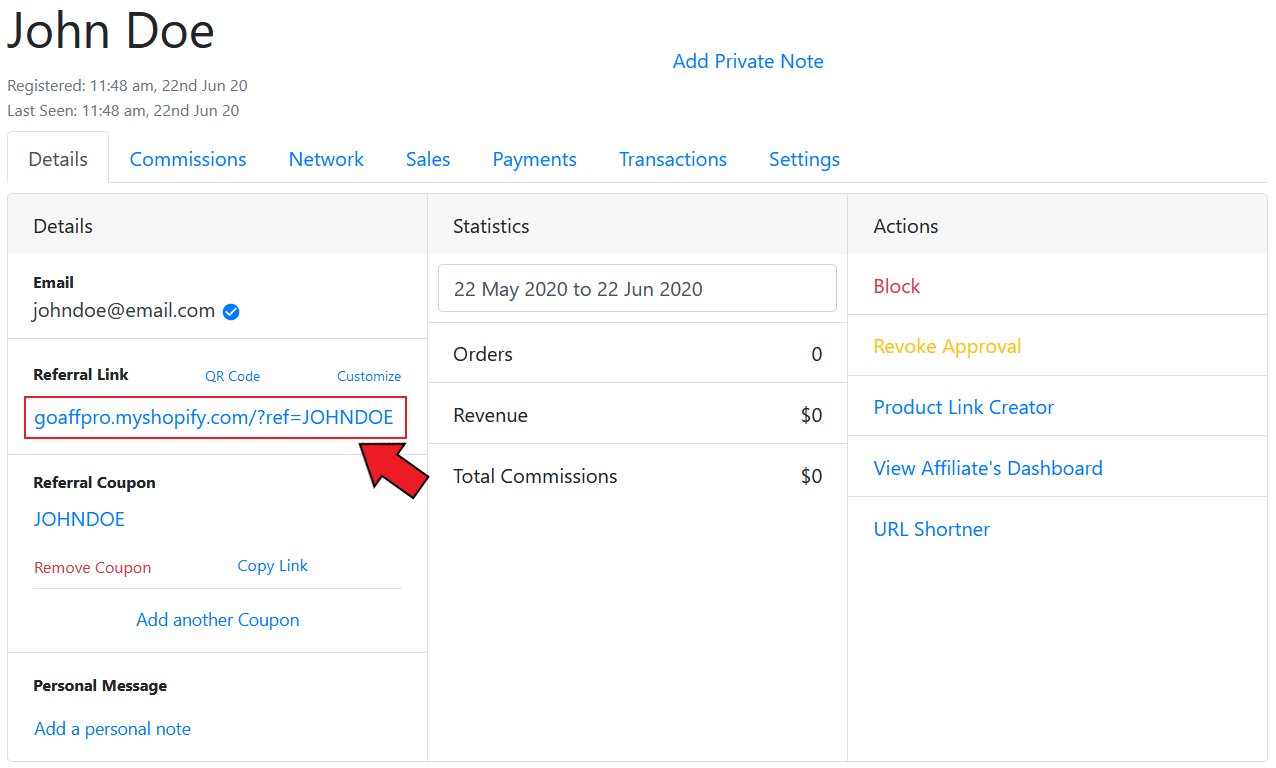 John Doe
Add Private Note
Registered: 11:48 am, 22nd Jun 20
Last Seen: 11:48 am, 22nd Jun 20
Details Commissions Network Sales Payments Transactions Settings
Details
Email
johndoe@email.com
Referral Link QR Code Customize
goaffpro.myshopify.com/?ref=JOHNDOE
Referral Coupon
JOHNDOE
Remove Coupon Copy Link
Add another Coupon
Personal Message
Add a personal note
Statistics
22 May 2020 to 22 Jun 2020
Orders 0
Revenue $0
Total Commissions $0
Actions
Block
Revoke Approval
Product Link Creator
View Affiliate's Dashboard
URL Shortner